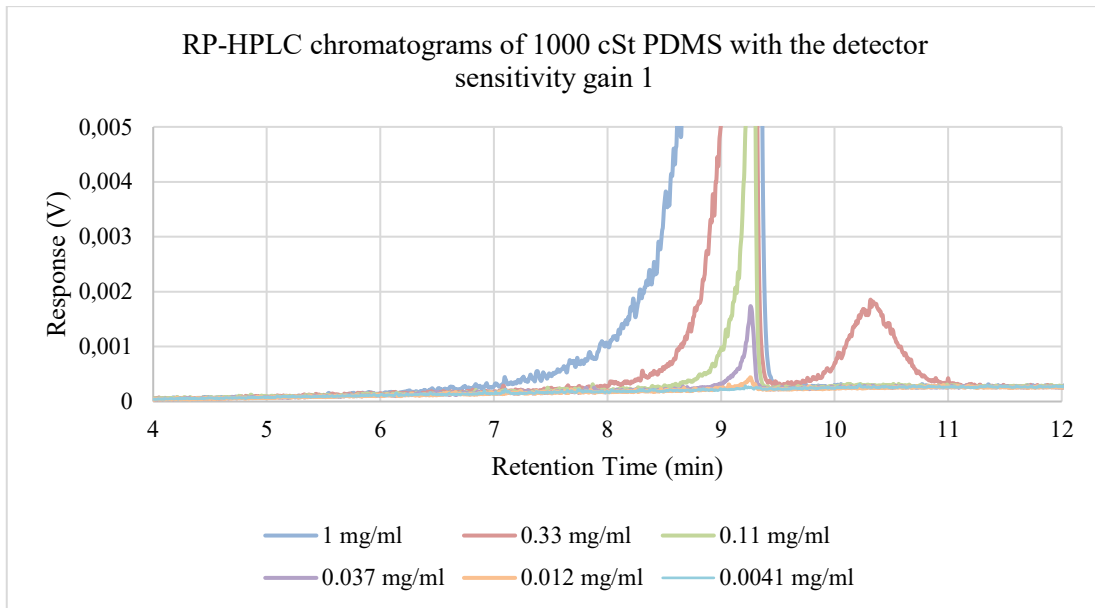 RP-HPLC chromatograms of 1000 cSt PDMS with the detector
sensitivity gain 1
Response (V)
0,005
0,004
0,003
0,002
0,001
0
4 5 6 7 8 9 10 11 12
Retention Time (min)
1 mg/ml 0.33 mg/ml 0.11 mg/ml
0.037 mg/ml 0.012 mg/ml 0.0041 mg/ml